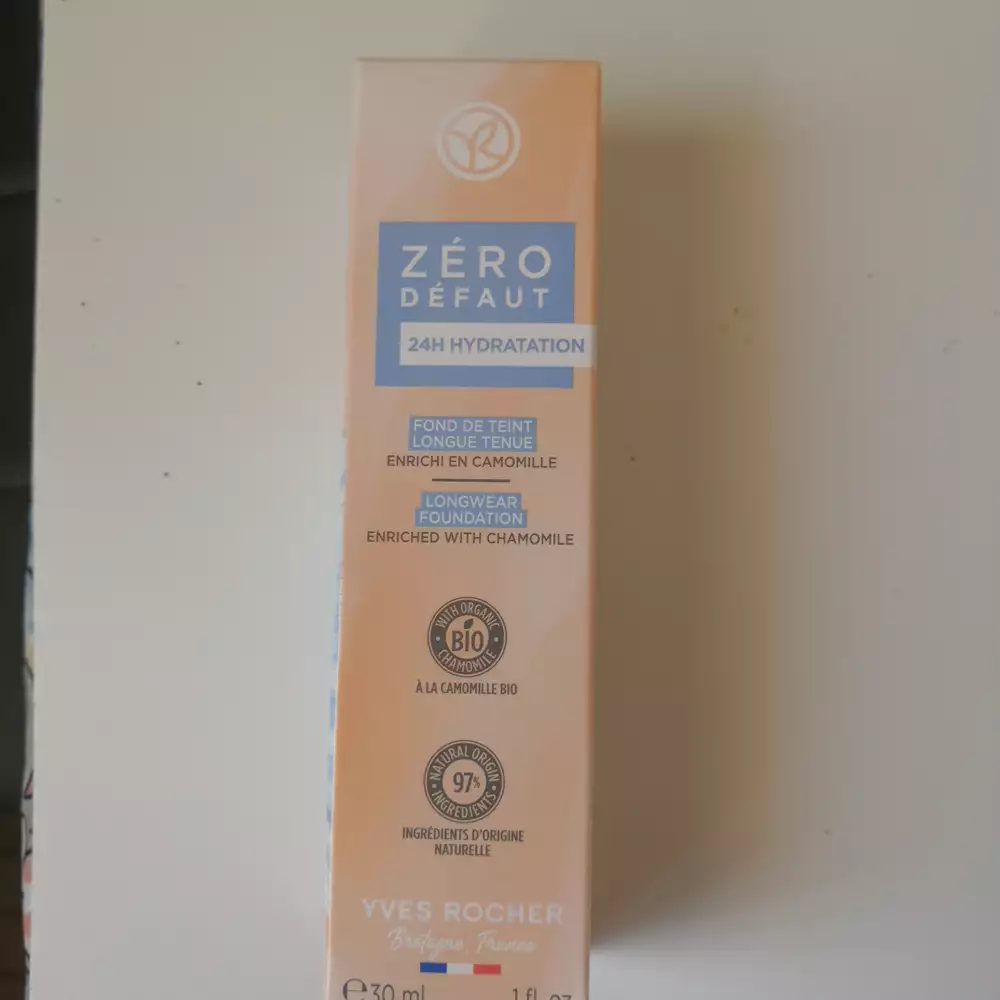 ZÉRO
DÉFAUT
24H HYDRATATION
FOND DE TEINT
LONGUE TENUE
ENRICHI EN CAMOMILLE
LONGWEAR
FOUNDATION
ENRICHED WITH CHAMOMILE
WITH ORGANIC
BIO
CHAMOMILE
À LA CAMOMILLE BIO
NATURAL ORIGIN
97%
INGREDIENTS
INGRÉDIENTS D'ORIGINE
NATURELLE
YVES ROCHER
Bretagne, France
℮30 ml 1 fl. oz